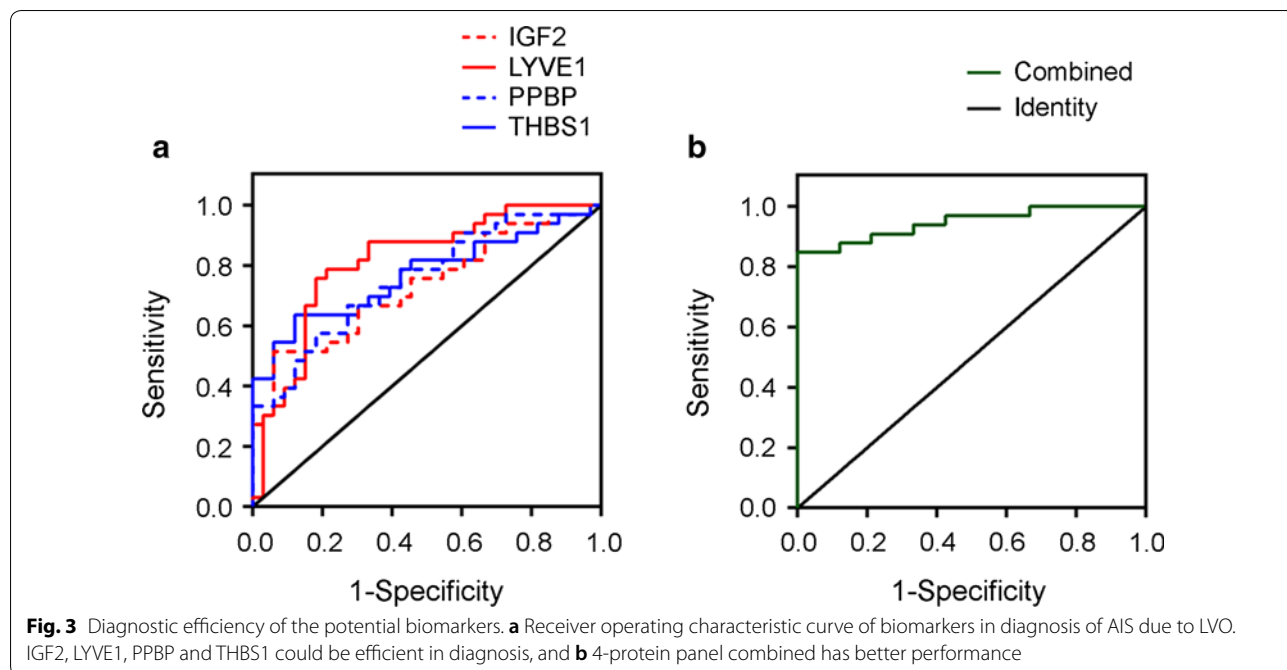 IGF2
LYVE1
PPBP
THBS1
Combined
Identity
a
1.0
0.8
0.6
0.4
0.2
0.0
Sensitivity
0.0 0.2 0.4 0.6 0.8 1.0
1-Specificity
b
1.0
0.8
0.6
0.4
0.2
0.0
Sensitivity
0.0 0.2 0.4 0.6 0.8 1.0
1-Specificity
Fig. 3 Diagnostic efficiency of the potential biomarkers. a Receiver operating characteristic curve of biomarkers in diagnosis of AIS due to LVO.
IGF2, LYVE1, PPBP and THBS1 could be efficient in diagnosis, and b 4-protein panel combined has better performance